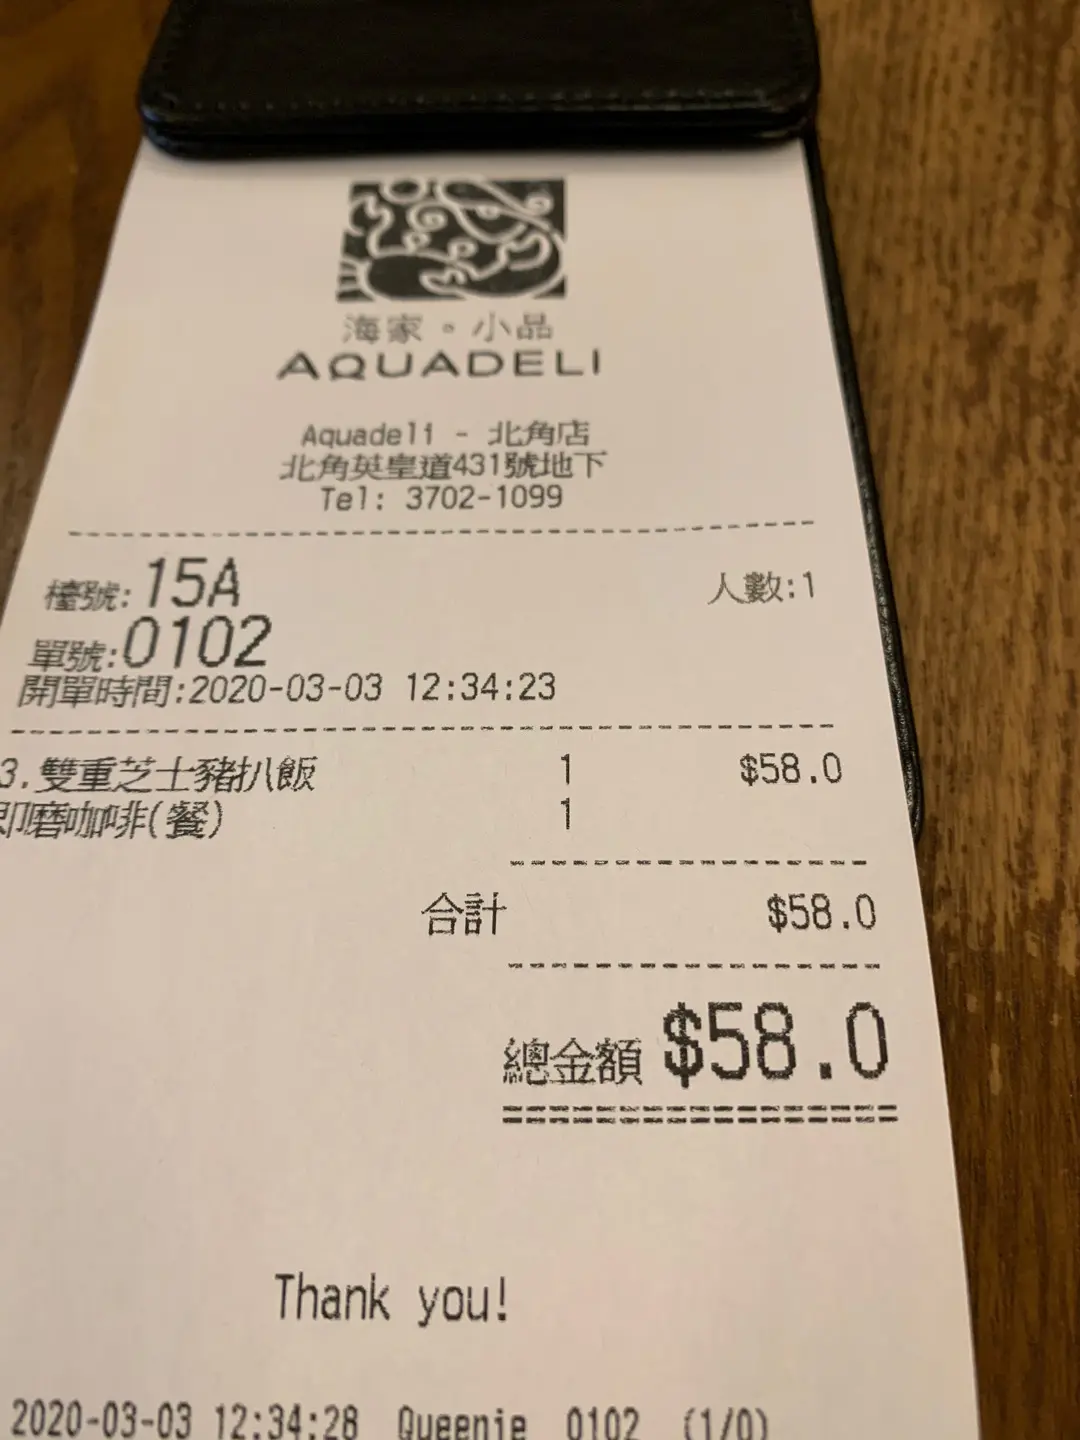 海家。小品
AQUADELI
Aquadeli - 北角店
北角英皇道431號地下
Tel: 3702-1099
檯號:15A 人數:1
單號:0102
開單時間:2020-03-03 12:34:23
3.雙重芝士豬扒飯 1 $58.0
即磨咖啡(餐) 1
合計 $58.0
總金額 $58.0
Thank you!
2020-03-03 12:34:28 Queenie 0102 (1/0)